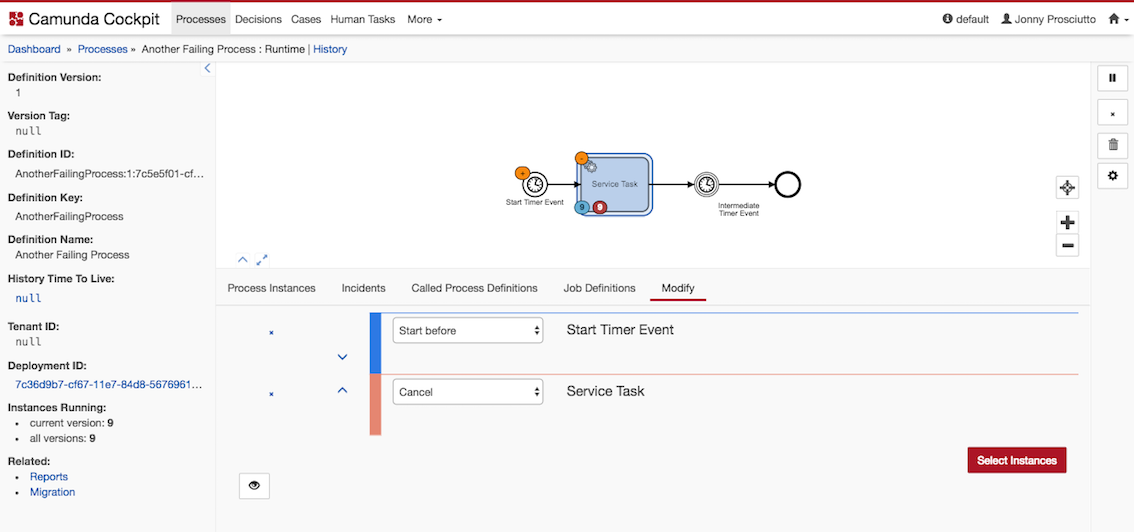 Camunda Cockpit Processes Decisions Cases Human Tasks More default Jonny Prosciutto
Dashboard » Processes » Another Failing Process : Runtime | History
Definition Version:
1
Version Tag:
null
Definition ID:
AnotherFailingProcess:1:7c5e5f01-cf...
Definition Key:
AnotherFailingProcess
Definition Name:
Another Failing Process
History Time To Live:
null
Tenant ID:
null
Deployment ID:
7c36d9b7-cf67-11e7-84d8-5676961...
Instances Running:
• current version: 9
• all versions: 9
Related:
• Reports
• Migration
+
-
Start Timer Event
Service Task
9
9
Intermediate
Timer Event
Process Instances Incidents Called Process Definitions Job Definitions Modify
Start before Start Timer Event
Cancel Service Task
Select Instances